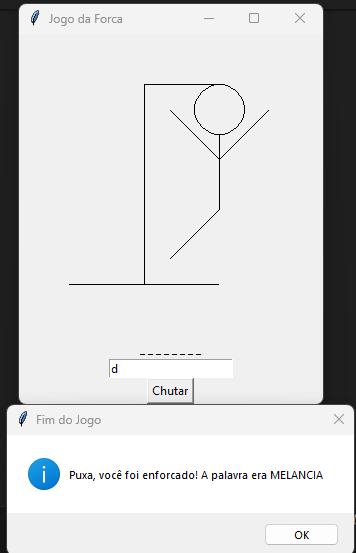 Jogo da Forca
_ _ _ _ _ _ _ _
d
Chutar
Fim do Jogo
Puxa, você foi enforcado! A palavra era MELANCIA
OK